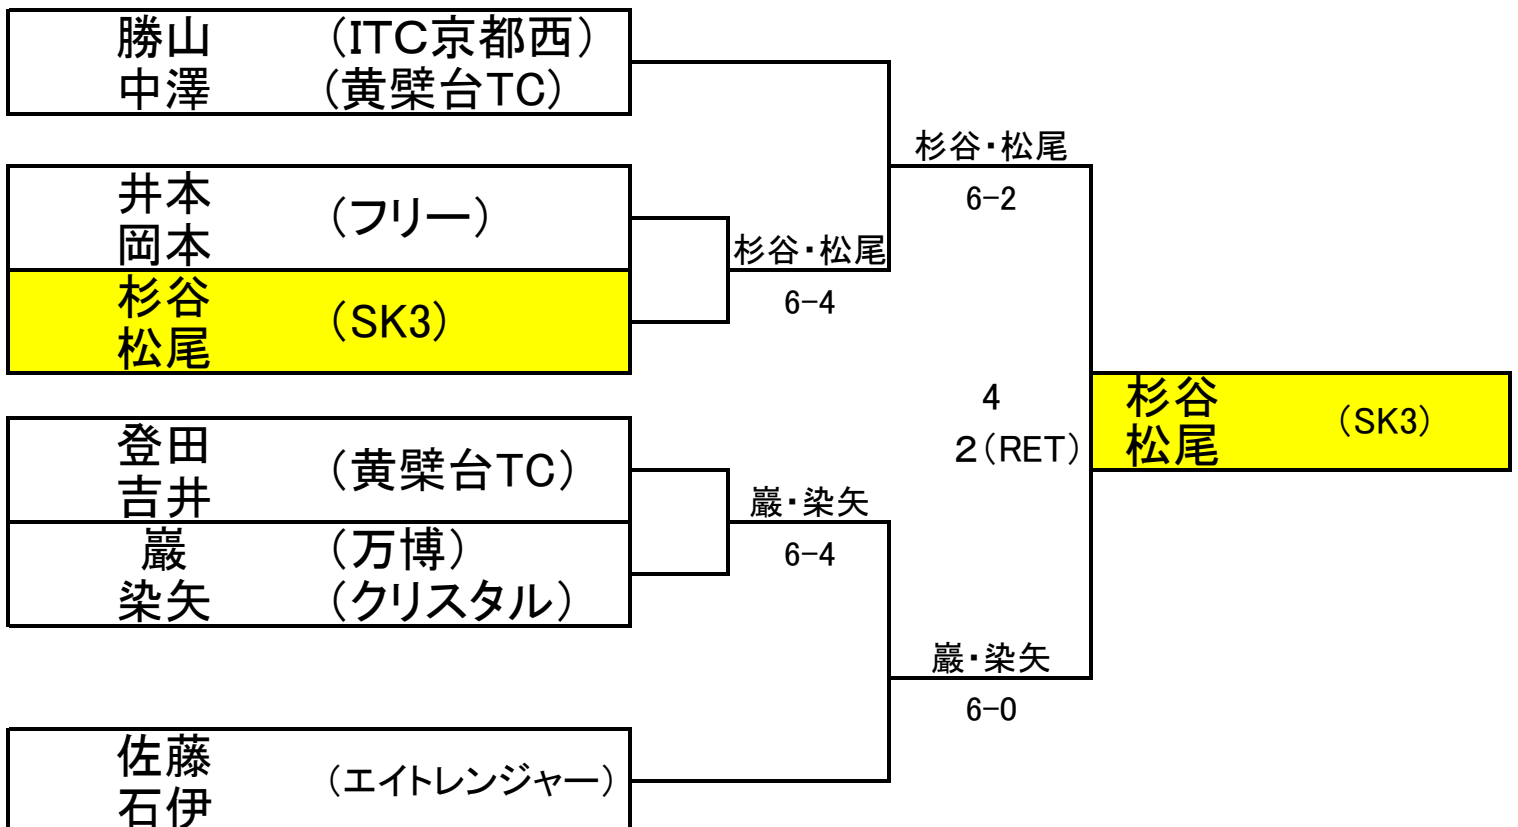 勝山 （ITC京都西）
中澤 （黄檗台TC）
杉谷・松尾
6-2
井本
岡本
（フリー）
杉谷・松尾
6-4
杉谷
松尾
（SK3）
4
2（RET）
杉谷
松尾
（SK3）
登田
吉井
（黄檗台TC）
巖・染矢
6-4
巖 （万博）
染矢 （クリスタル）
巖・染矢
6-0
佐藤
石伊
（エイトレンジャー）